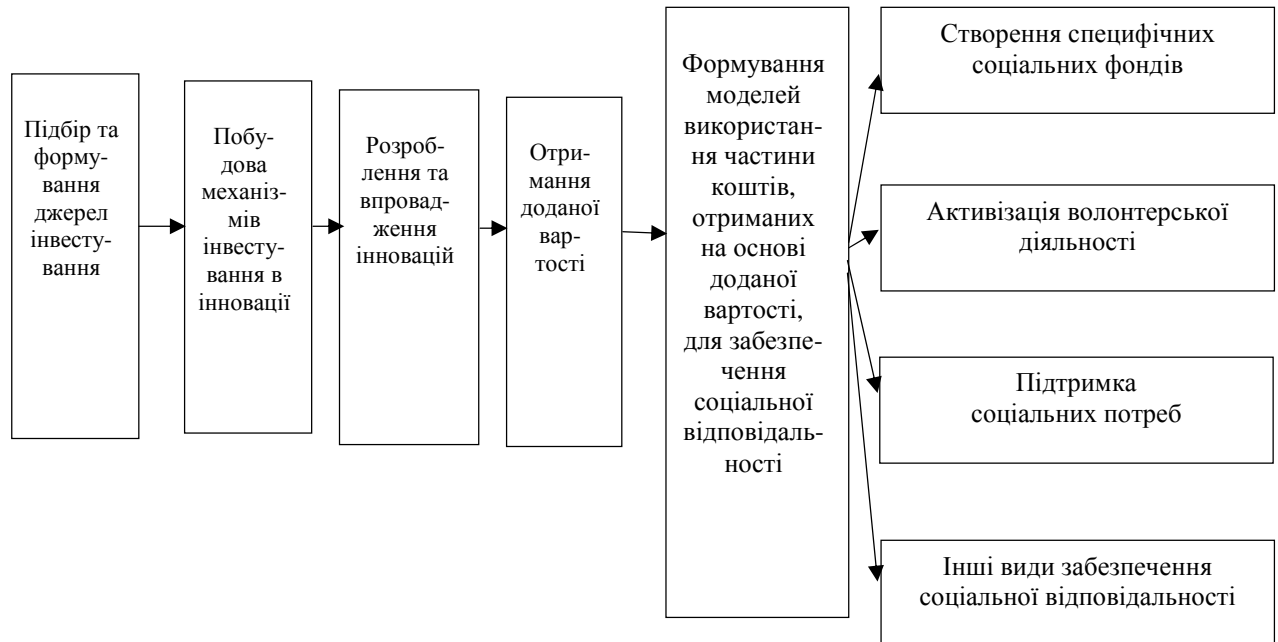 Підбір та
форму-
вання
джерел
інвесту-
вання
Побу-
дова
механіз-
мів
інвесту-
вання в
інновації
Розроб-
лення та
впровад-
ження
інновацій
Отри-
мання
доданої
вар-
тості
Формування
моделей
використан-
ня частини
коштів,
отриманих
на основі
доданої
вартості,
для забезпе-
чення
соціальної
відповідаль-
ності
Створення специфічних
соціальних фондів
Активізація волонтерської
діяльності
Підтримка
соціальних потреб
Інші види забезпечення
соціальної відповідальності